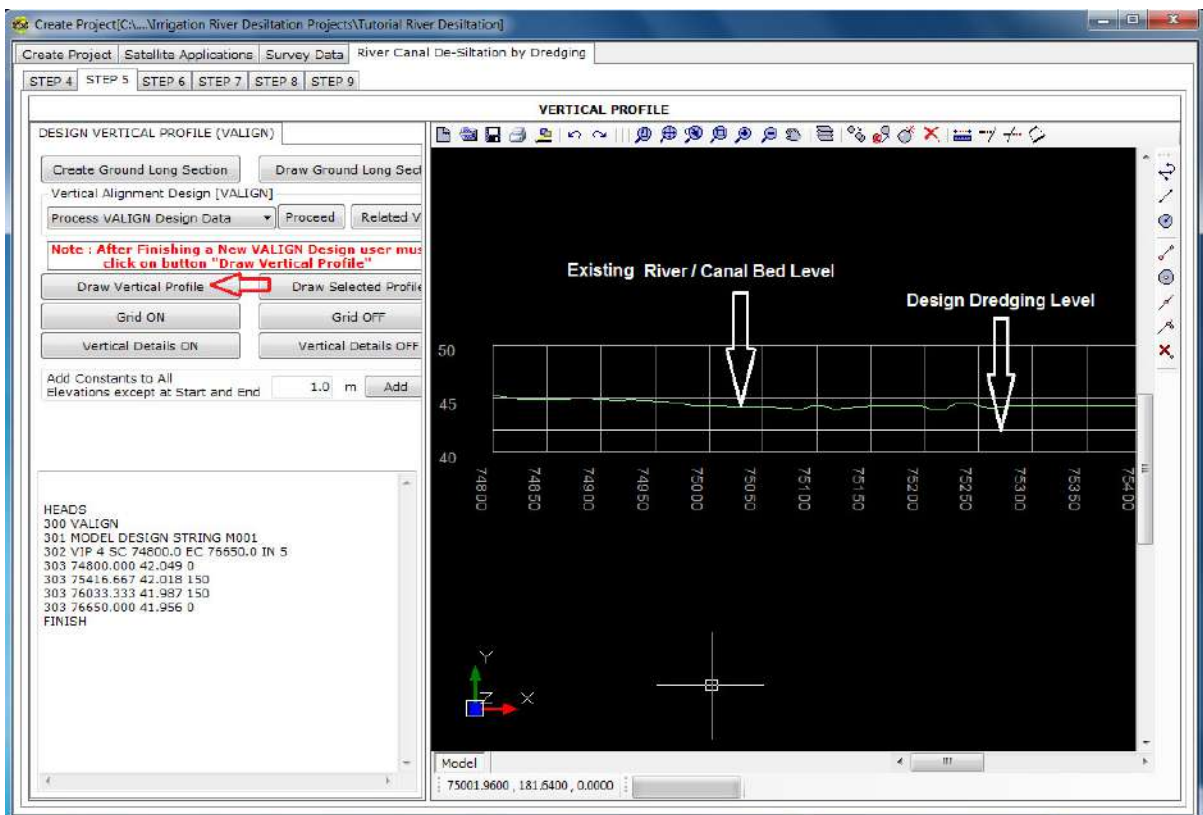 Create Project[C:\....\Irrigation River Desiltation Projects\Tutorial River Desiltation]
Create Project Satellite Applications Survey Data River Canal De-Siltation by Dredging
STEP 4 STEP 5 STEP 6 STEP 7 STEP 8 STEP 9
VERTICAL PROFILE
DESIGN VERTICAL PROFILE (VALIGN)
Create Ground Long Section Draw Ground Long Sect
Vertical Alignment Design [VALIGN]
Process VALIGN Design Data Proceed Related V
Note : After Finishing a New VALIGN Design user mus
click on button "Draw Vertical Profile"
Draw Vertical Profile Draw Selected Profile
Grid ON Grid OFF
Vertical Details ON Vertical Details OFF
Add Constants to All
Elevations except at Start and End 1.0 m Add
HEADS
300 VALIGN
301 MODEL DESIGN STRING M001
302 VIP 4 SC 74800.0 EC 76650.0 IN 5
303 74800.000 42.049 0
303 75416.667 42.018 150
303 76033.333 41.987 150
303 76650.000 41.956 0
FINISH
Existing River / Canal Bed Level
Design Dredging Level
50
45
40
74800 74850 74900 74950 75000 75050 75100 75150 75200 75250 75300 75350 75400
Y
Z X
Model
75001.9600 , 181.6400 , 0.0000